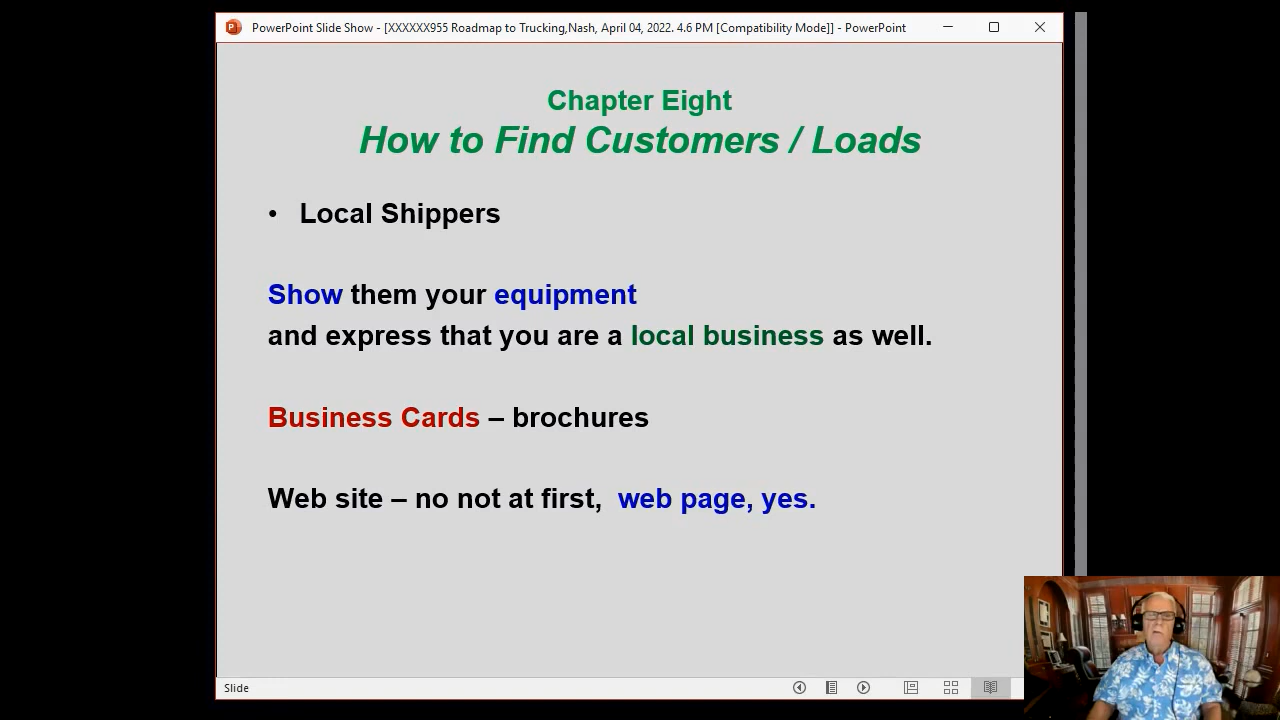 PowerPoint Slide Show - [XXXXXX955 Roadmap to Trucking,Nash, April 04, 2022. 4.6 PM [Compatibility Mode]] - PowerPoint
Chapter Eight
How to Find Customers / Loads
• Local Shippers
Show them your equipment
and express that you are a local business as well.
Business Cards – brochures
Web site – no not at first,  web page, yes.
Slide